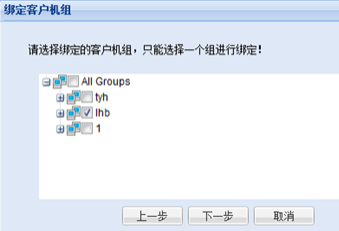 绑定客户机组
请选择绑定的客户机组，只能选择一个组进行绑定！
All Groups
tyh
lhb
1
上一步 下一步 取消